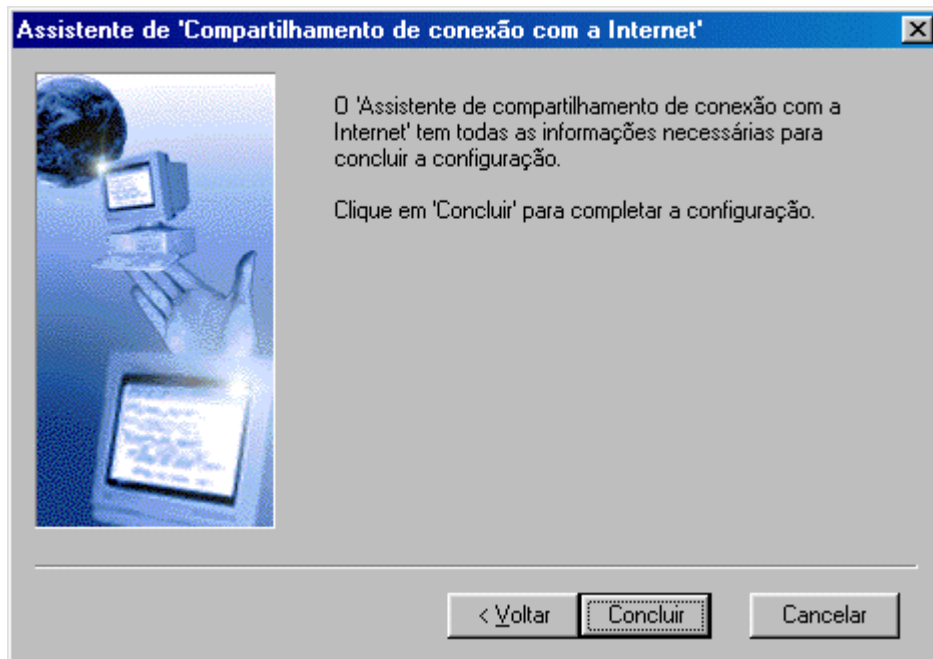 Assistente de 'Compartilhamento de conexão com a Internet'
O 'Assistente de compartilhamento de conexão com a
Internet' tem todas as informações necessárias para
concluir a configuração.
Clique em 'Concluir' para completar a configuração.
< Voltar
Concluir
Cancelar